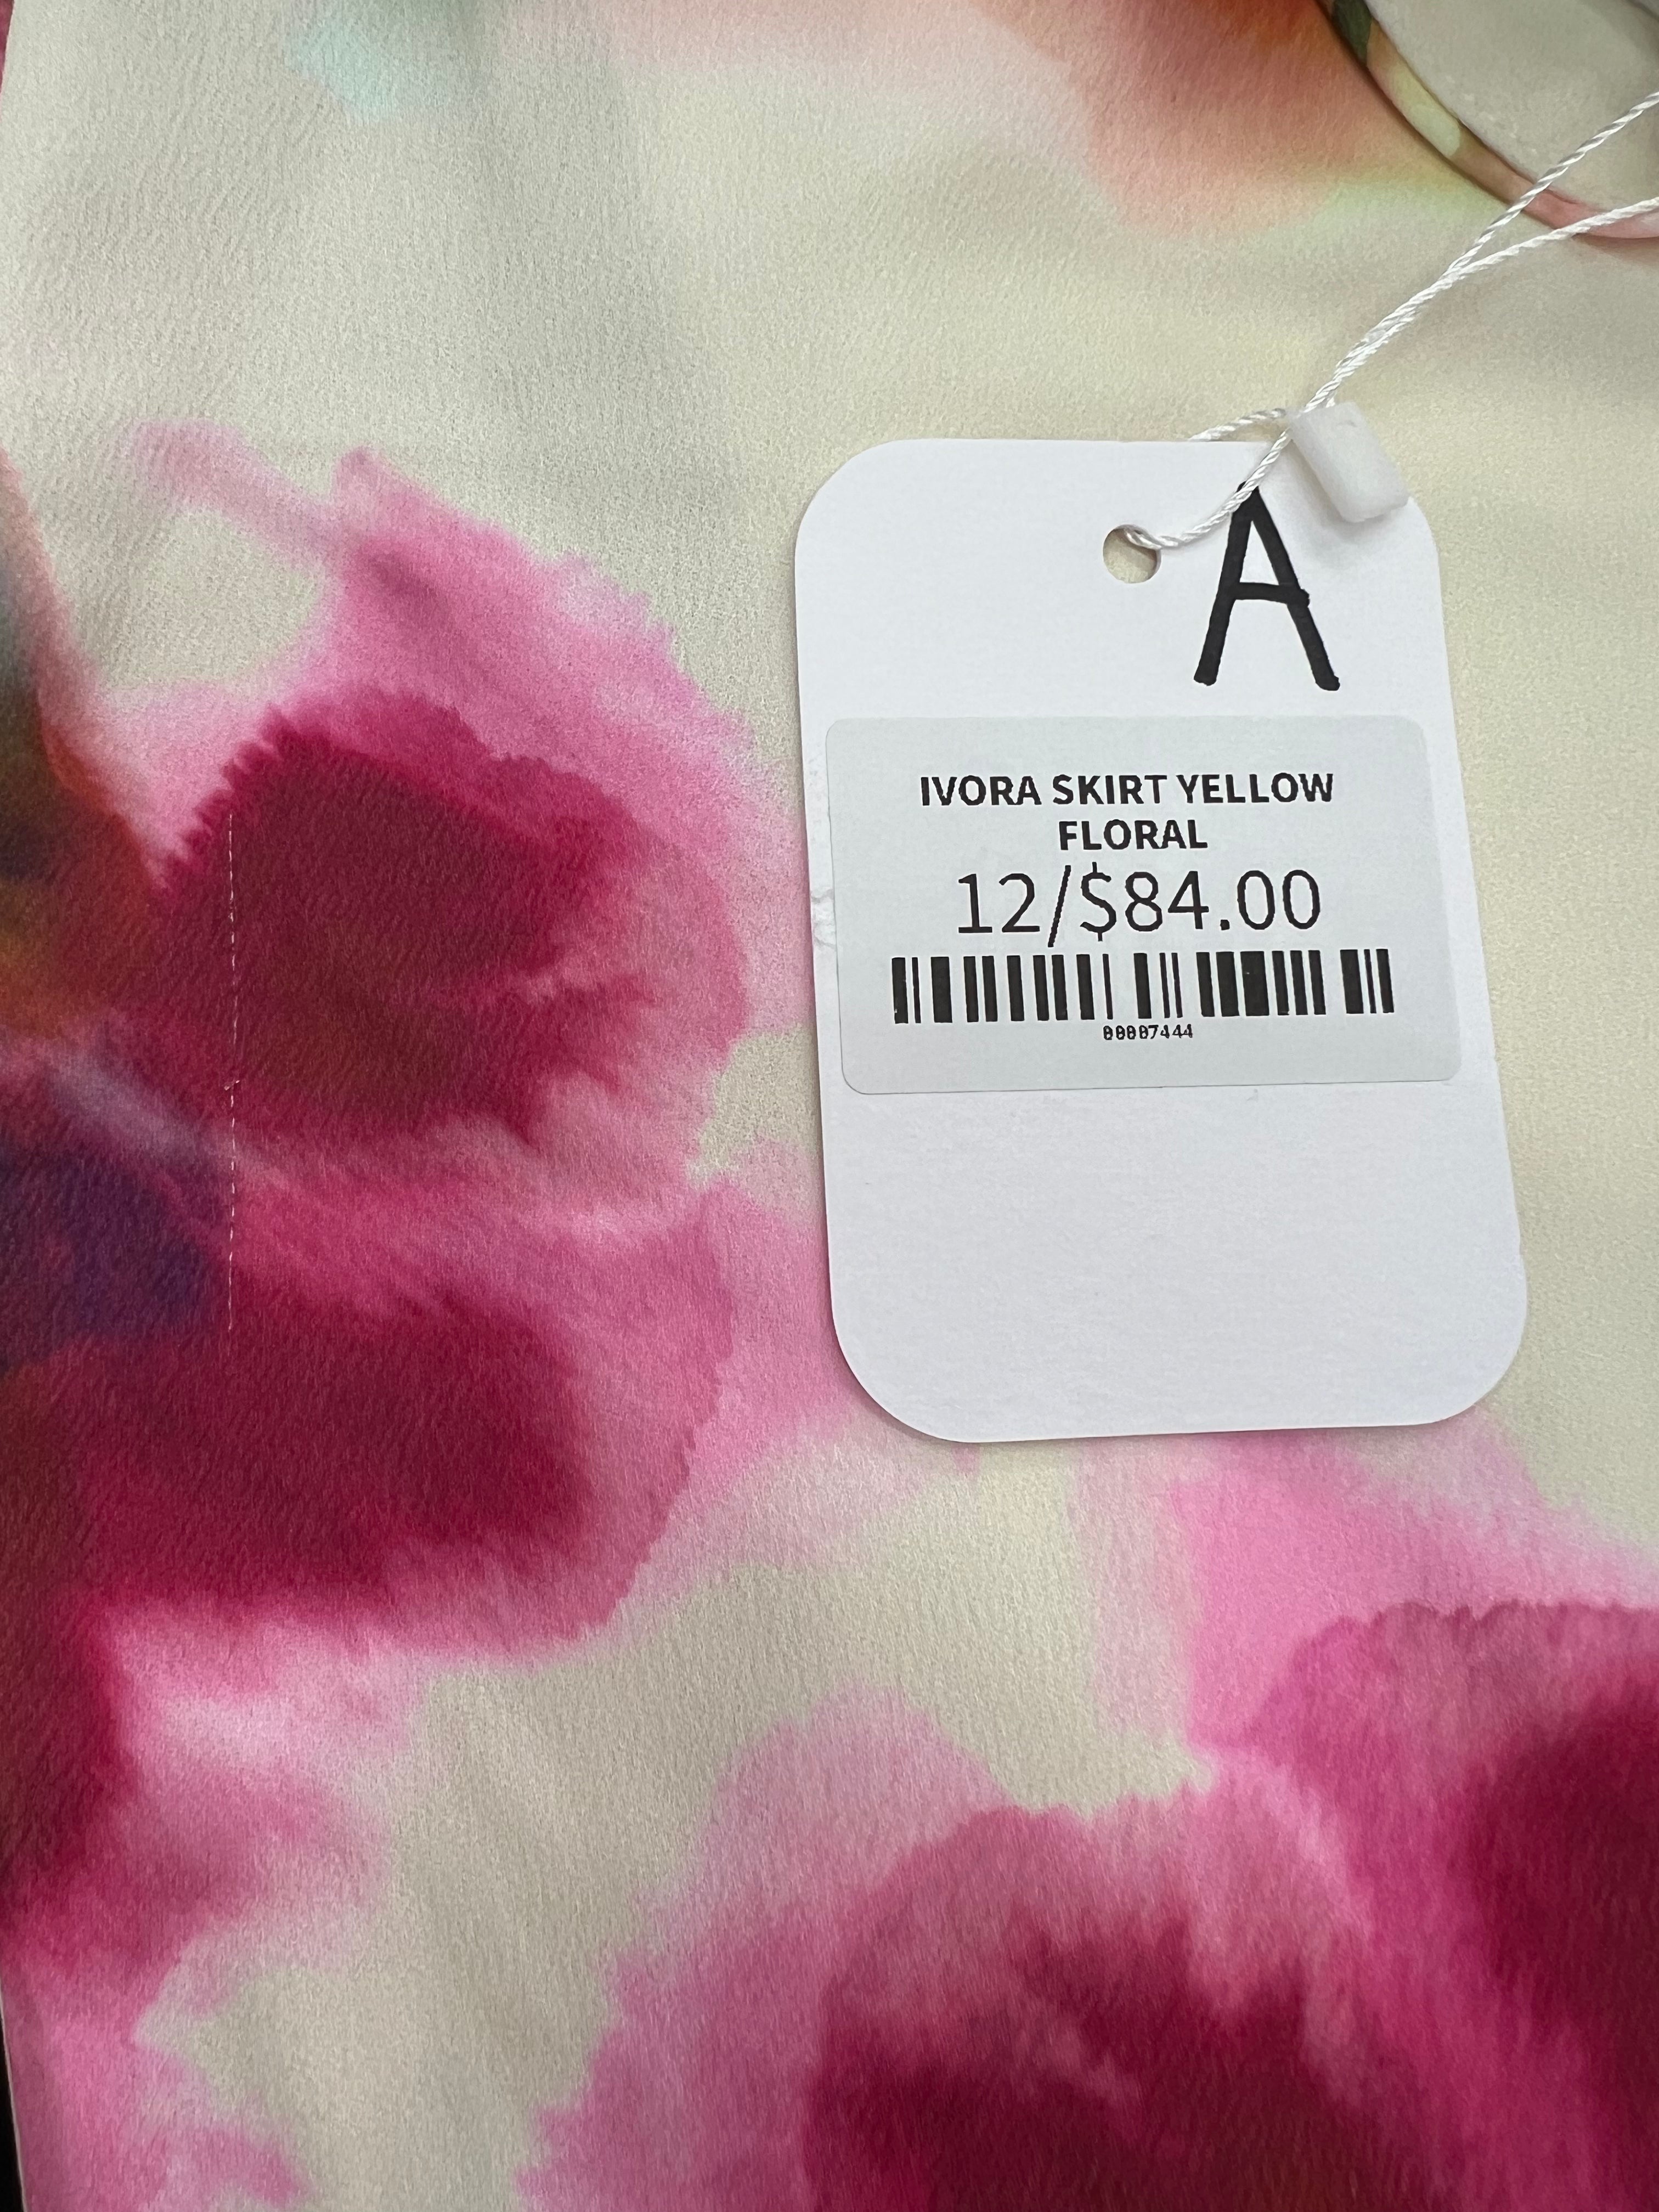 A
IVORA SKIRT YELLOW
FLORAL
12/$84.00
00007444